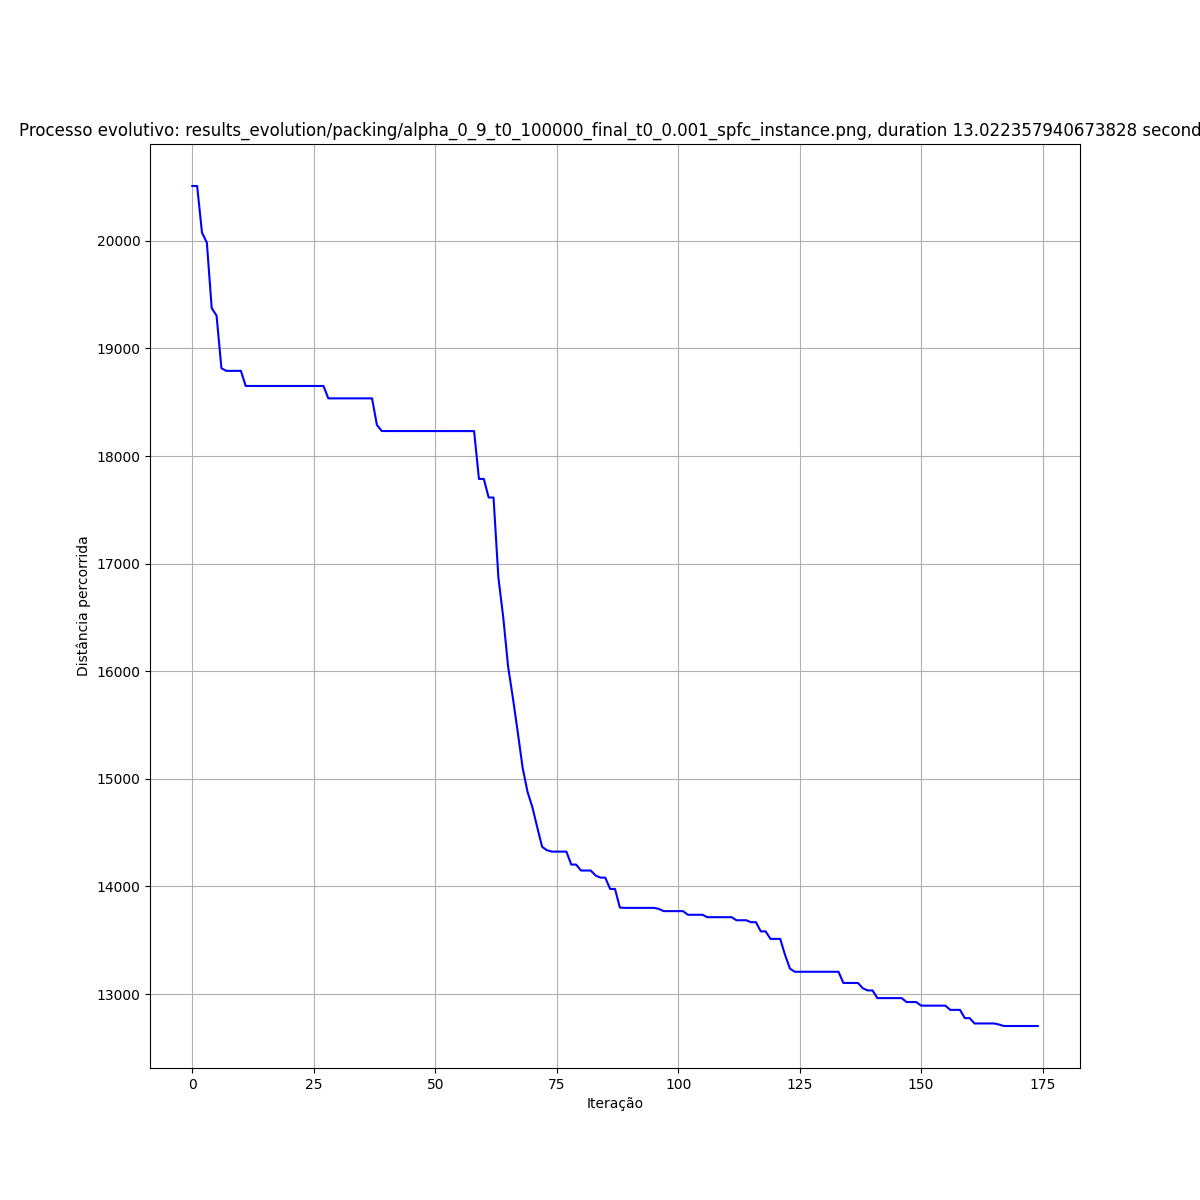 Processo evolutivo: results_evolution/packing/alpha_0_9_t0_100000_final_t0_0.001_spfc_instance.png, duration 13.022357940673828 second
20000
19000
18000
17000
16000
15000
14000
13000
Distância percorrida
0 25 50 75 100 125 150 175
Iteração